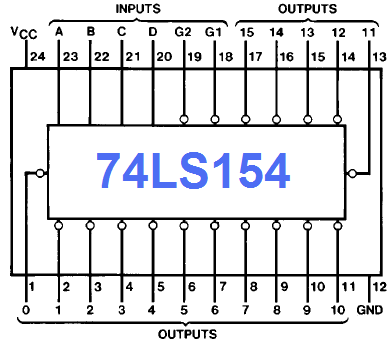 INPUTS OUTPUTS
VCC A B C D G2 G1 15 14 13 12 11
24 23 22 21 20 19 18 17 16 15 14 13
74LS154
1 2 3 4 5 6 7 8 9 10 11 12
0 1 2 3 4 5 6 7 8 9 10 GND
OUTPUTS